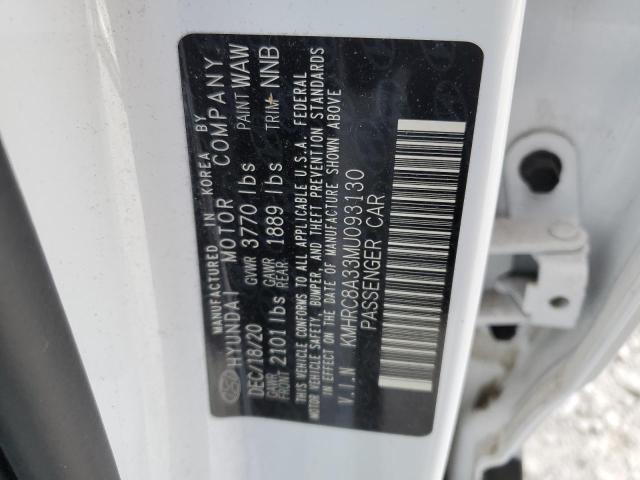 MANUFACTURED IN KOREA BY
HYUNDAI MOTOR COMPANY
DEC/18/20 GVWR 3770 lbs PAINT WAW
GAWR FRONT 2101lbs GAWR REAR 1889 lbs TRIM NNB
THIS VEHICLE CONFORMS TO ALL APPLICABLE U.S.A. FEDERAL
MOTOR VEHICLE SAFETY, BUMPER, AND THEFT PREVENTION STANDARDS
IN EFFECT ON THE DATE OF MANUFACTURE SHOWN ABOVE
V.I.N KMHRC8A33MU093130
PASSENGER CAR